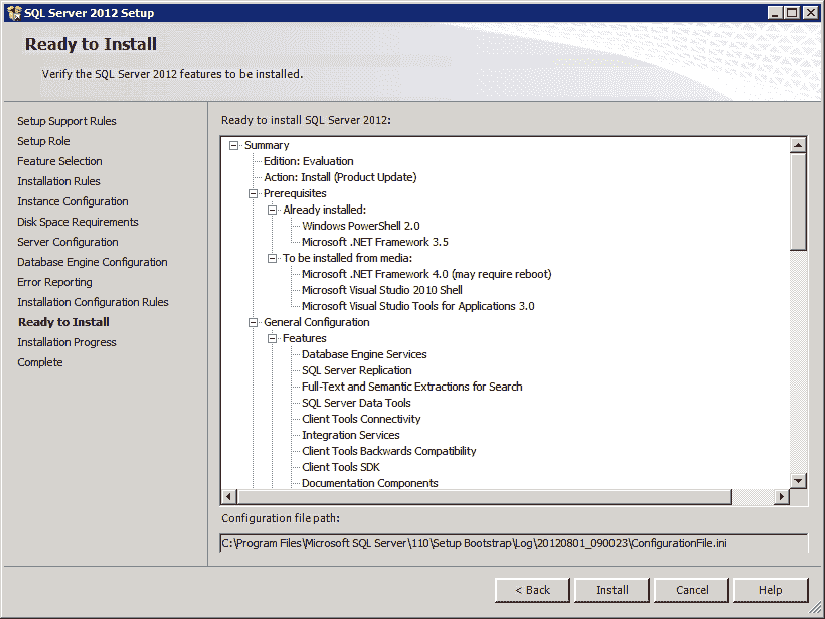 SQL Server 2012 Setup
Ready to Install
Verify the SQL Server 2012 features to be installed.
Setup Support Rules
Setup Role
Feature Selection
Installation Rules
Instance Configuration
Disk Space Requirements
Server Configuration
Database Engine Configuration
Error Reporting
Installation Configuration Rules
Ready to Install
Installation Progress
Complete
Ready to install SQL Server 2012:
Summary
Edition: Evaluation
Action: Install (Product Update)
Prerequisites
Already installed:
Windows PowerShell 2.0
Microsoft .NET Framework 3.5
To be installed from media:
Microsoft .NET Framework 4.0 (may require reboot)
Microsoft Visual Studio 2010 Shell
Microsoft Visual Studio Tools for Applications 3.0
General Configuration
Features
Database Engine Services
SQL Server Replication
Full-Text and Semantic Extractions for Search
SQL Server Data Tools
Client Tools Connectivity
Integration Services
Client Tools Backwards Compatibility
Client Tools SDK
Documentation Components
Configuration file path:
C:\Program Files\Microsoft SQL Server\110\Setup Bootstrap\Log\20120801_090023\ConfigurationFile.ini
< Back
Install
Cancel
Help